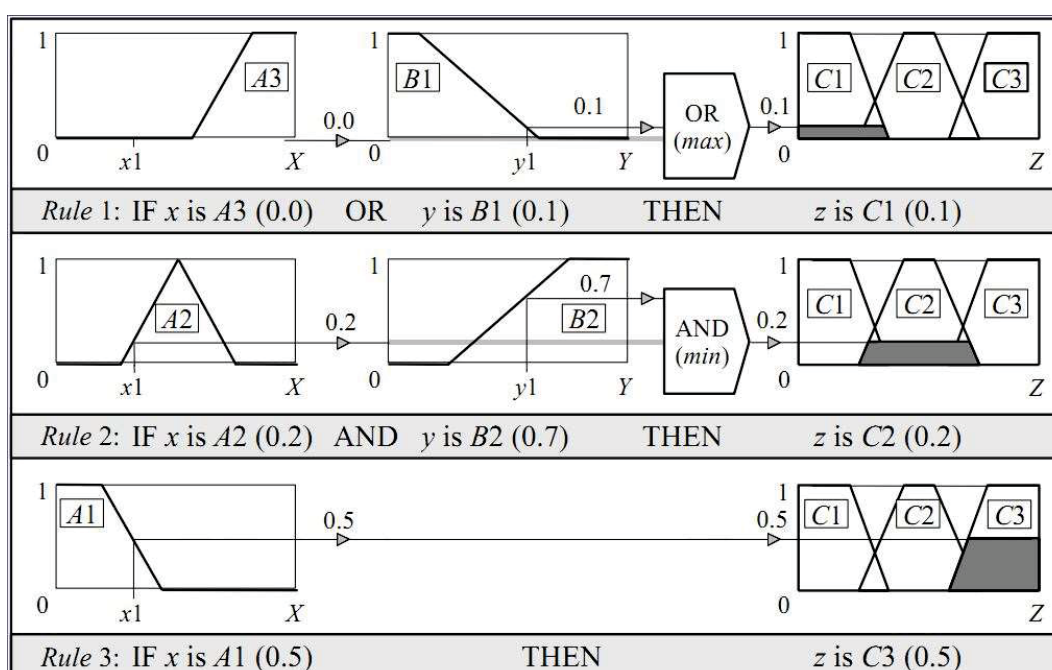 1 A3 0 x1 X 0.0 1 B1 0.1 0 y1 Y OR (max) 0.1 1 C1 C2 C3 0 Z
Rule 1: IF x is A3 (0.0) OR y is B1 (0.1) THEN z is C1 (0.1)
1 A2 0 x1 X 0.2 1 0.7 B2 0 y1 Y AND (min) 0.2 1 C1 C2 C3 0 Z
Rule 2: IF x is A2 (0.2) AND y is B2 (0.7) THEN z is C2 (0.2)
1 A1 0 x1 X 0.5 1 0.5 C1 C2 C3 0 Z
Rule 3: IF x is A1 (0.5) THEN z is C3 (0.5)